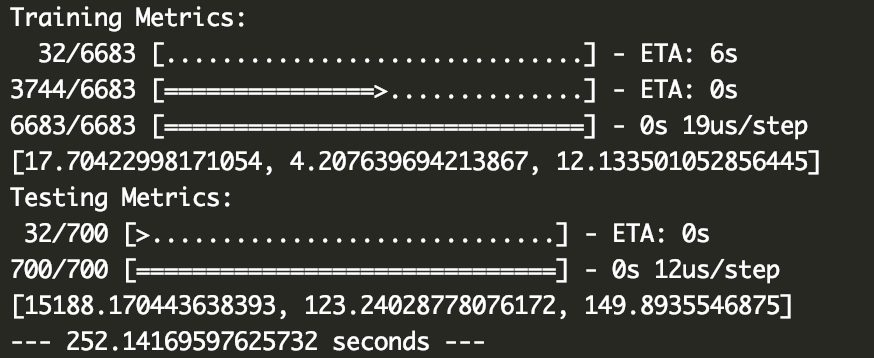 Training Metrics:
32/6683 [..............................] - ETA: 6s
3744/6683 [===============>..............] - ETA: 0s
6683/6683 [==============================] - 0s 19us/step
[17.70422998171054, 4.207639694213867, 12.133501052856445]
Testing Metrics:
32/700 [>.............................] - ETA: 0s
700/700 [==============================] - 0s 12us/step
[15188.170443638393, 123.24028778076172, 149.8935546875]
--- 252.14169597625732 seconds ---